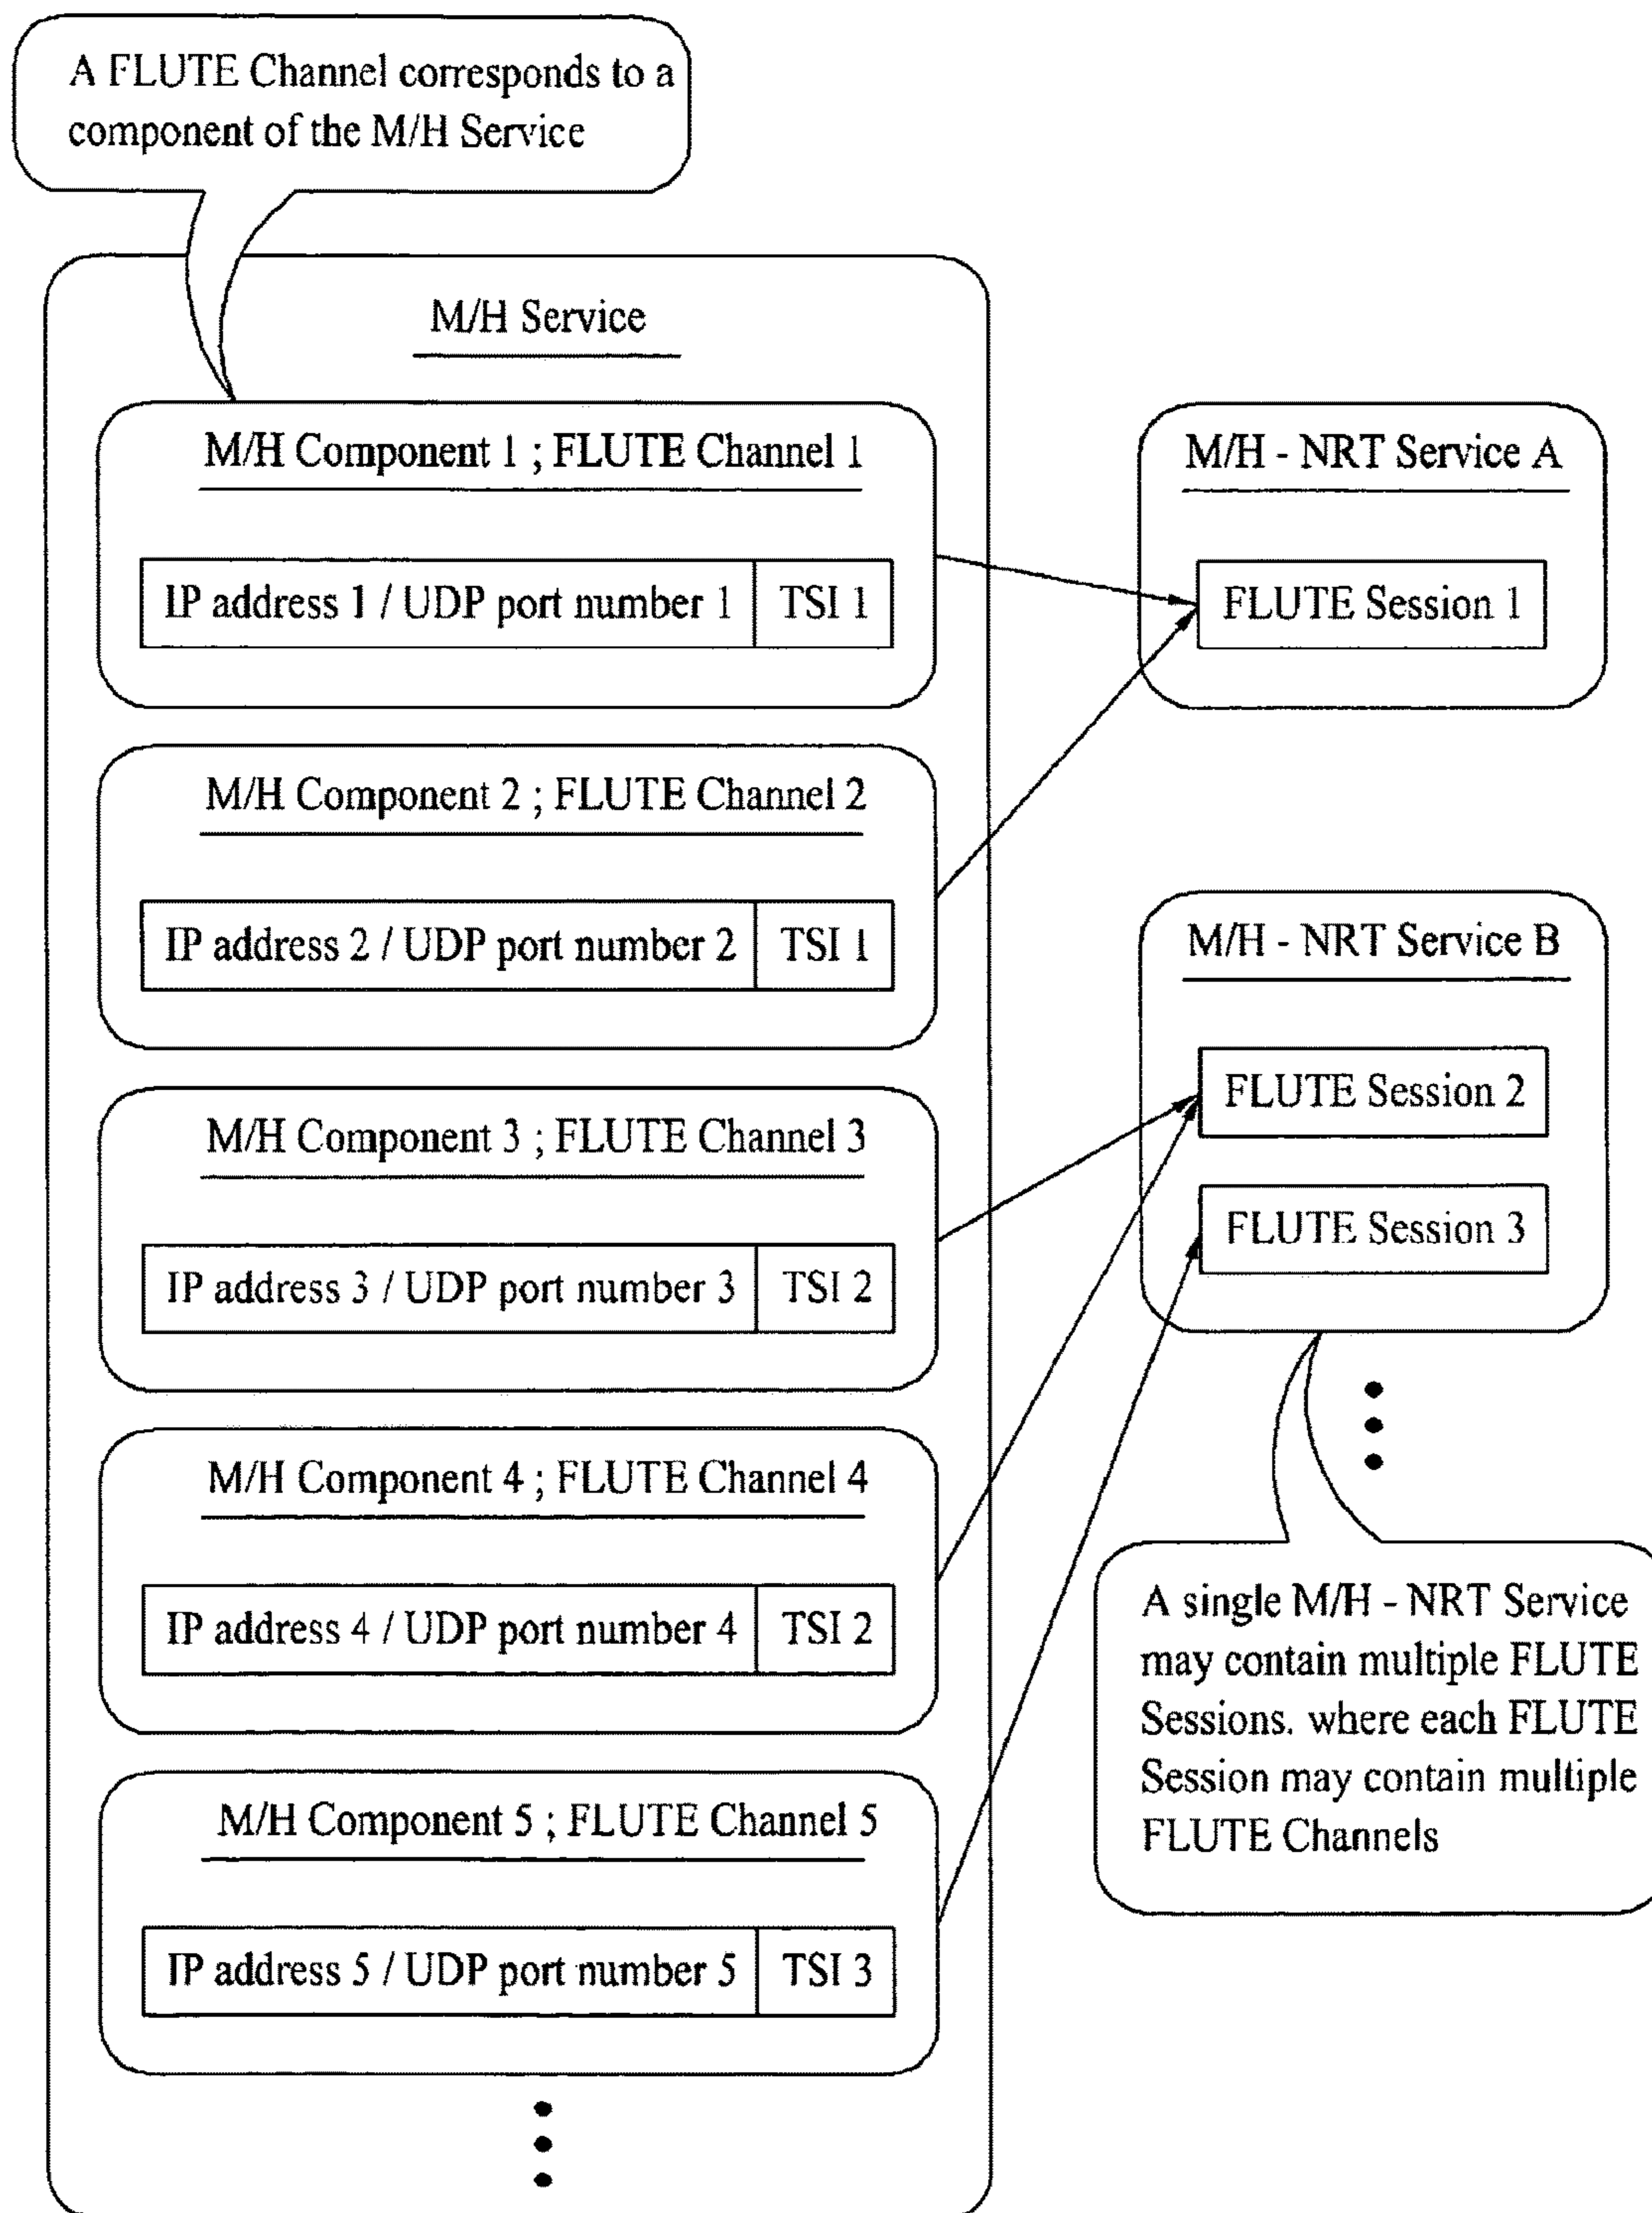 A FLUTE Channel corresponds to a
component of the M/H Service
M/H Service
M/H Component 1 ; FLUTE Channel 1
IP address 1 / UDP port number 1 TSI 1
M/H Component 2 ; FLUTE Channel 2
IP address 2 / UDP port number 2 TSI 1
M/H Component 3 ; FLUTE Channel 3
IP address 3 / UDP port number 3 TSI 2
M/H Component 4 ; FLUTE Channel 4
IP address 4 / UDP port number 4 TSI 2
M/H Component 5 ; FLUTE Channel 5
IP address 5 / UDP port number 5 TSI 3
M/H - NRT Service A
FLUTE Session 1
M/H - NRT Service B
FLUTE Session 2
FLUTE Session 3
A single M/H - NRT Service
may contain multiple FLUTE
Sessions. where each FLUTE
Session may contain multiple
FLUTE Channels